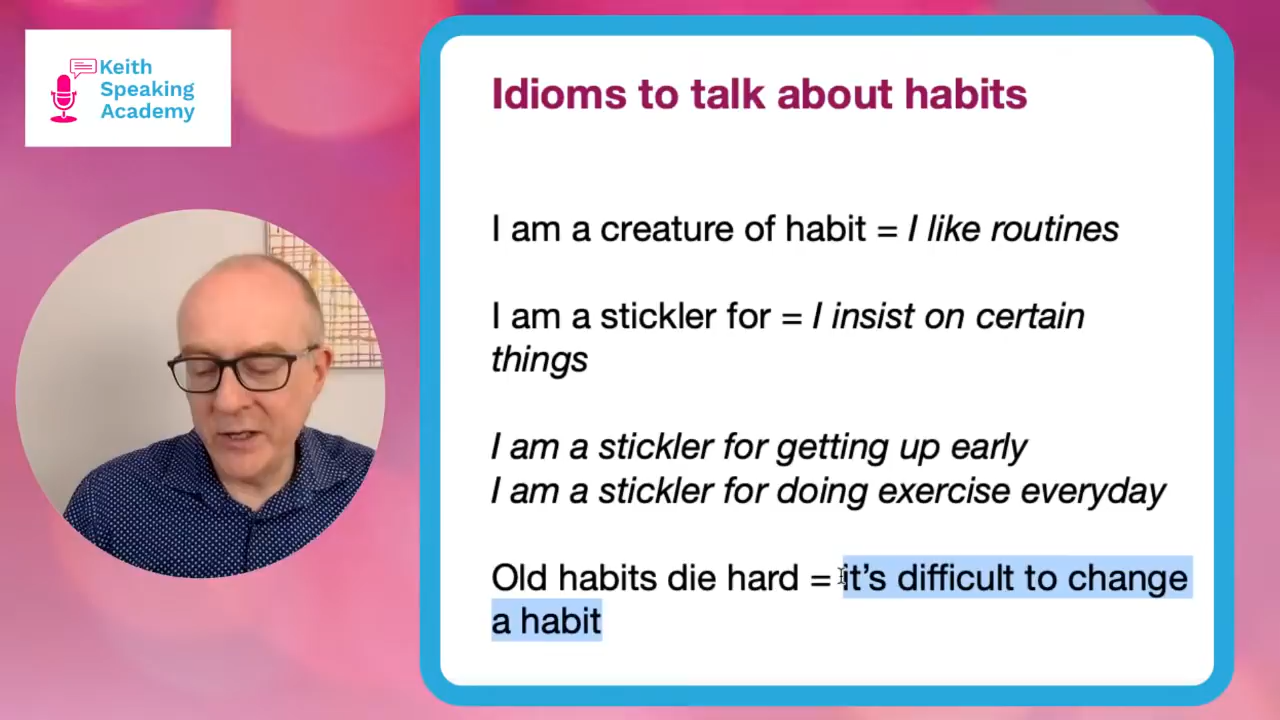 Keith
Speaking
Academy
Idioms to talk about habits
I am a creature of habit = I like routines
I am a stickler for = I insist on certain
things
I am a stickler for getting up early
I am a stickler for doing exercise everyday
Old habits die hard = it’s difficult to change
a habit